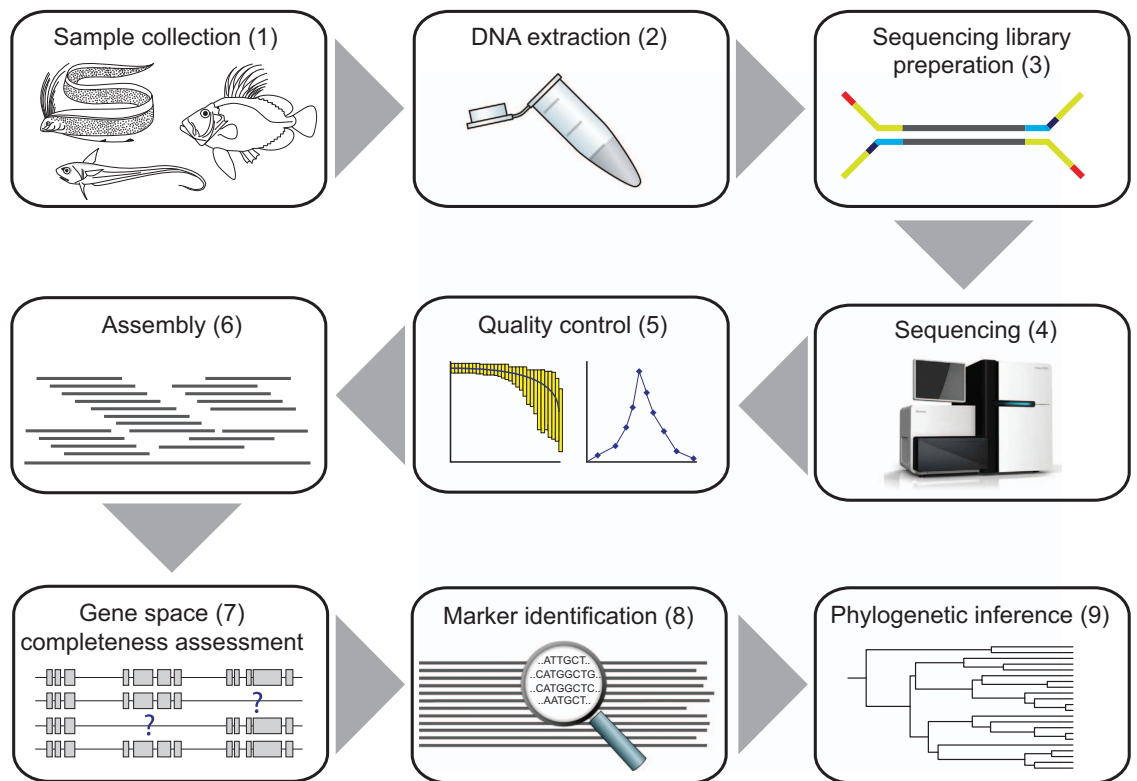 Sample collection (1)
DNA extraction (2)
Sequencing library
preperation (3)
Sequencing (4)
Quality control (5)
Assembly (6)
Gene space (7)
completeness assessment
?
?
Marker identification (8)
..ATTGCT..
..CATGGCTG..
..CATGGCTC..
..AATGCT..
Phylogenetic inference (9)